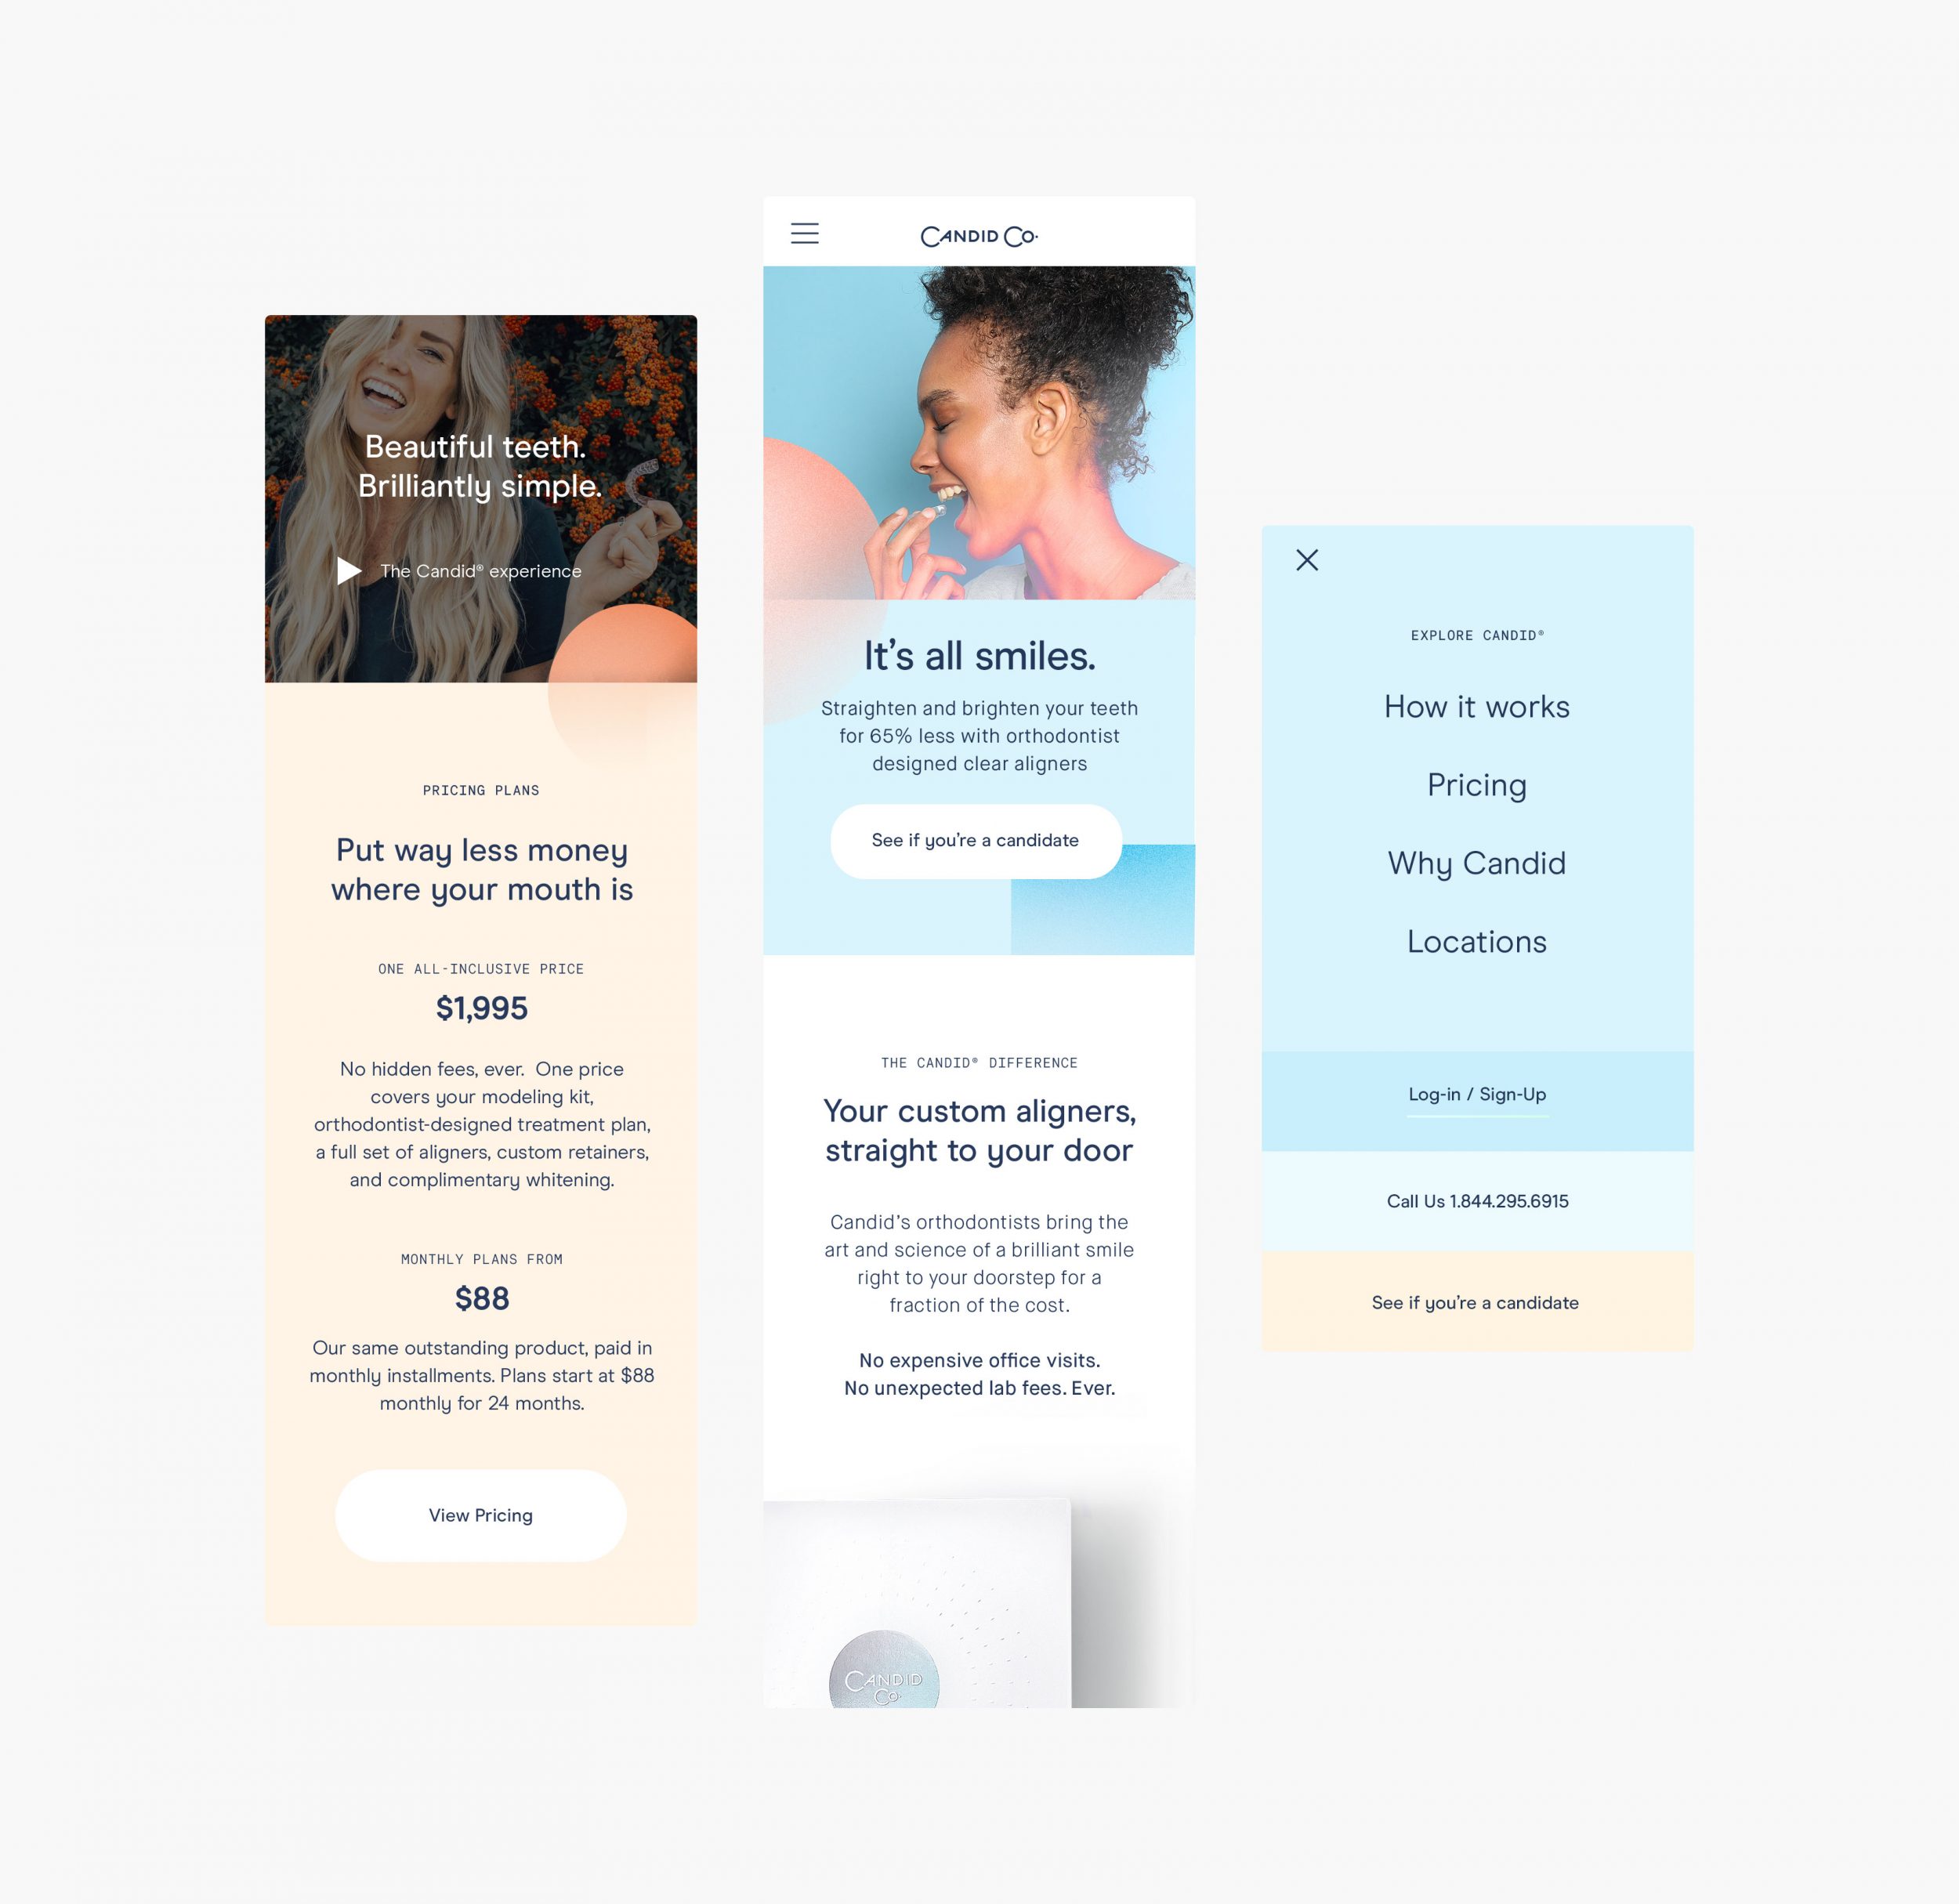 Beautiful teeth.
Brilliantly simple.
The Candid® experience
PRICING PLANS
Put way less money
where your mouth is
ONE ALL-INCLUSIVE PRICE
$1,995
No hidden fees, ever. One price
covers your modeling kit,
orthodontist-designed treatment plan,
a full set of aligners, custom retainers,
and complimentary whitening.
MONTHLY PLANS FROM
$88
Our same outstanding product, paid in
monthly installments. Plans start at $88
monthly for 24 months.
View Pricing
CANDID CO.
It's all smiles.
Straighten and brighten your teeth
for 65% less with orthodontist
designed clear aligners
See if you're a candidate
THE CANDID® DIFFERENCE
Your custom aligners,
straight to your door
Candid's orthodontists bring the
art and science of a brilliant smile
right to your doorstep for a
fraction of the cost.
No expensive office visits.
No unexpected lab fees. Ever.
CANDID
CO.
EXPLORE CANDID®
How it works
Pricing
Why Candid
Locations
Log-in / Sign-Up
Call Us 1.844.295.6915
See if you're a candidate